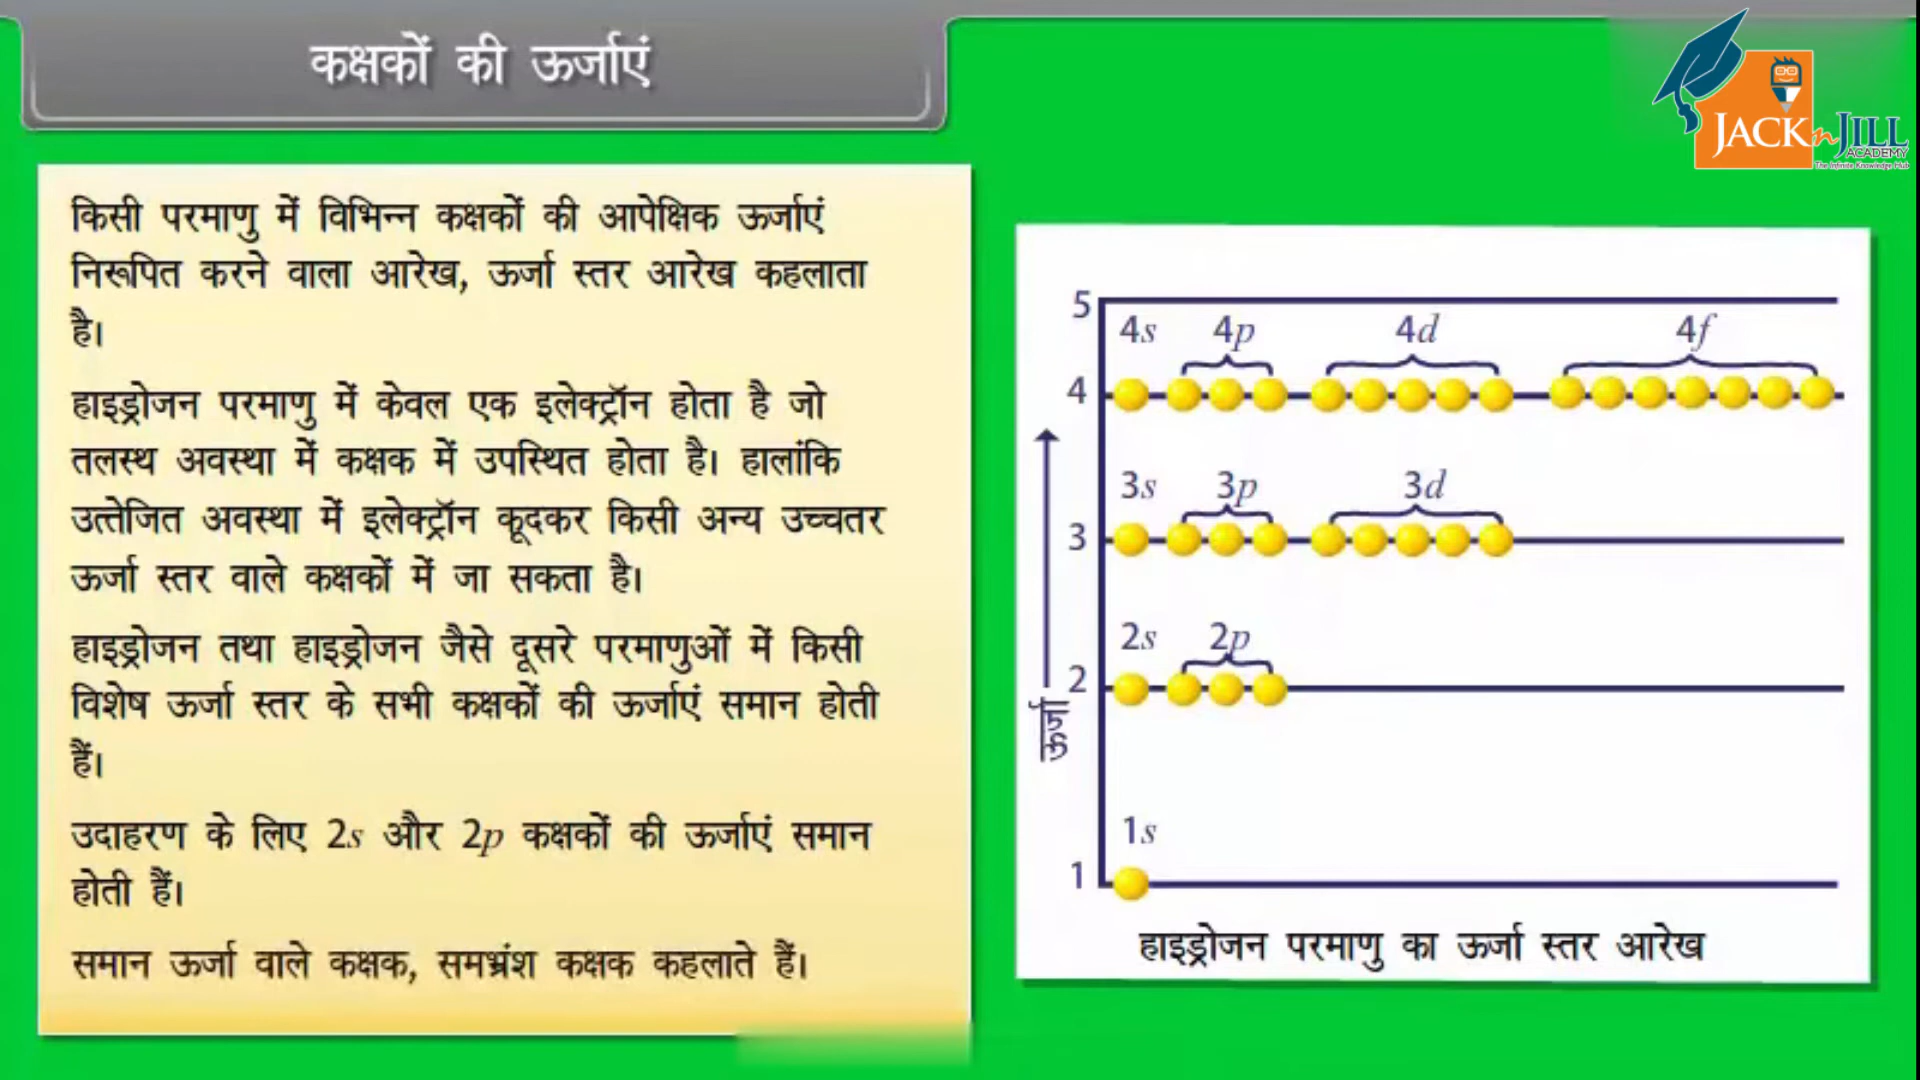 कक्षकों की ऊर्जाएं
JACK n JILL
ACADEMY
The Infinite Knowledge Hub
किसी परमाणु में विभिन्न कक्षकों की आपेक्षिक ऊर्जाएं
निरूपित करने वाला आरेख, ऊर्जा स्तर आरेख कहलाता
है।
हाइड्रोजन परमाणु में केवल एक इलेक्ट्रॉन होता है जो
तलस्थ अवस्था में कक्षक में उपस्थित होता है। हालांकि
उत्तेजित अवस्था में इलेक्ट्रॉन कूदकर किसी अन्य उच्चतर
ऊर्जा स्तर वाले कक्षकों में जा सकता है।
हाइड्रोजन तथा हाइड्रोजन जैसे दूसरे परमाणुओं में किसी
विशेष ऊर्जा स्तर के सभी कक्षकों की ऊर्जाएं समान होती
हैं।
उदाहरण के लिए 2s और 2p कक्षकों की ऊर्जाएं समान
होती हैं।
समान ऊर्जा वाले कक्षक, समभ्रंश कक्षक कहलाते हैं।
5
4s 4p 4d 4f
4
3s 3p 3d
3
2s 2p
2
ऊर्जा
1s
1
हाइड्रोजन परमाणु का ऊर्जा स्तर आरेख